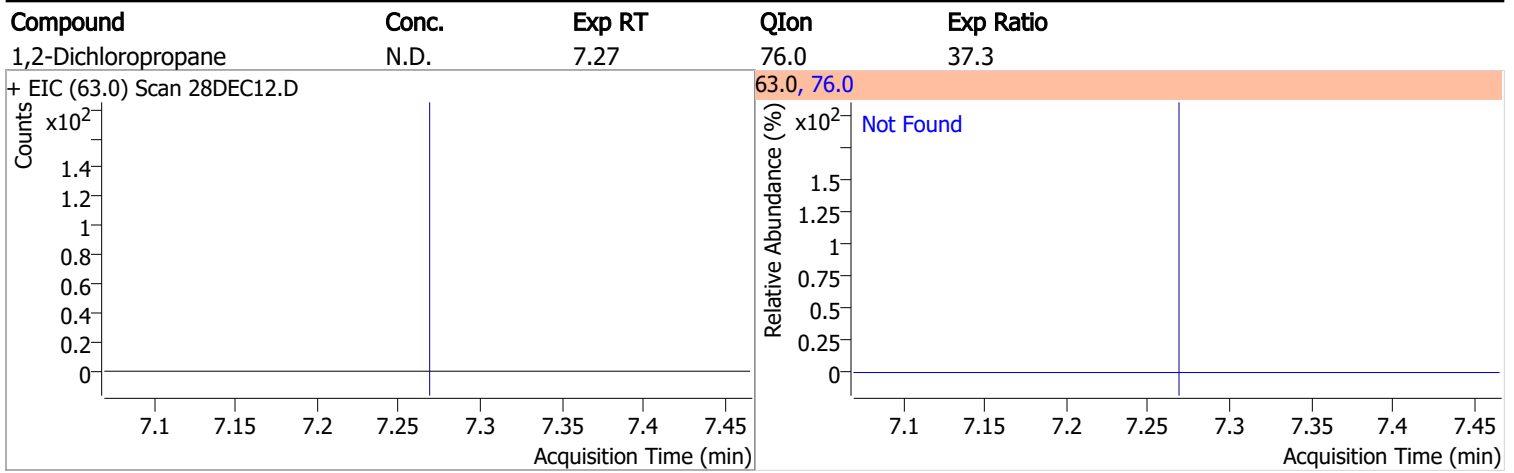 Compound Conc. Exp RT QIon Exp Ratio
1,2-Dichloropropane N.D. 7.27 76.0 37.3
+ EIC (63.0) Scan 28DEC12.D
Counts
x10²
1.4
1.2
1
0.8
0.6
0.4
0.2
0
7.1 7.15 7.2 7.25 7.3 7.35 7.4 7.45
Acquisition Time (min)
63.0, 76.0
Relative Abundance (%)
x10²
Not Found
1.5
1.25
1
0.75
0.5
0.25
0
7.1 7.15 7.2 7.25 7.3 7.35 7.4 7.45
Acquisition Time (min)